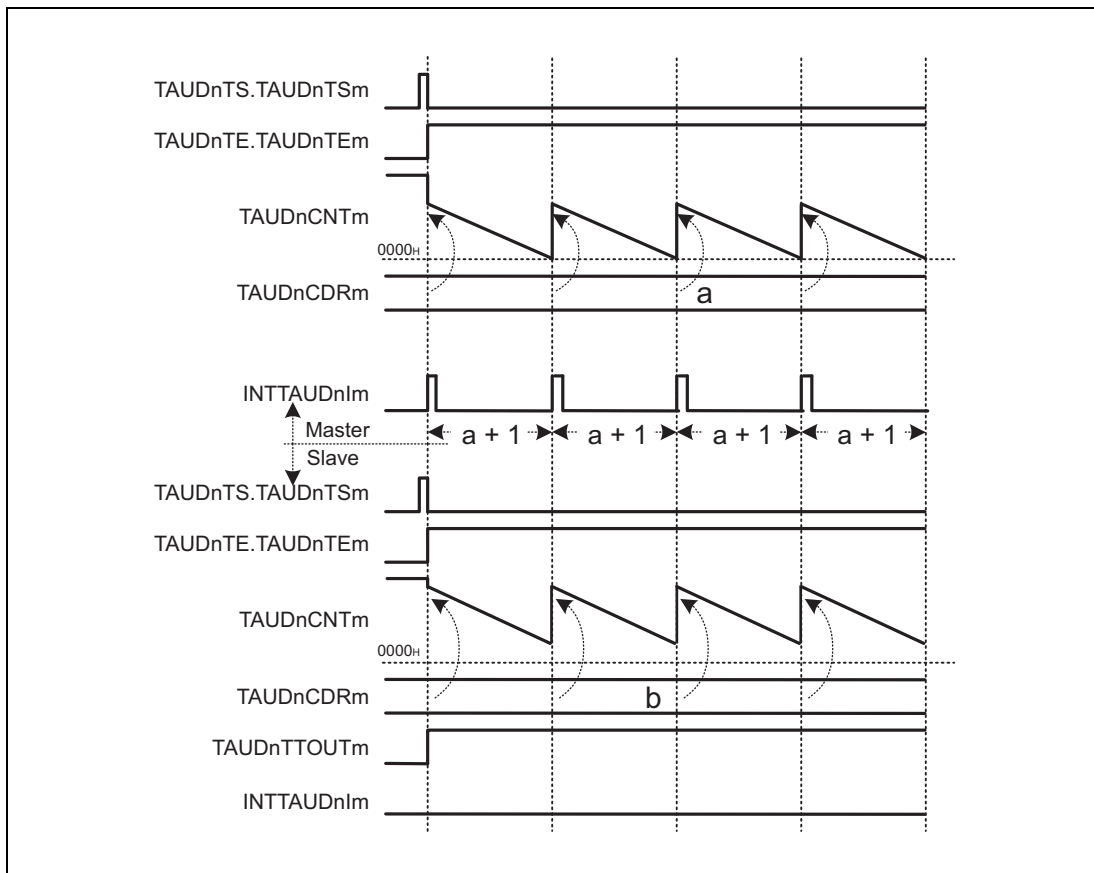 TAUDnTS.TAUDnTSm
TAUDnTE.TAUDnTEm
TAUDnCNTm
0000H
TAUDnCDRm
a
INTTAUDnIm
Master
a + 1 a + 1 a + 1 a + 1
Slave
TAUDnTS.TAUDnTSm
TAUDnTE.TAUDnTEm
TAUDnCNTm
0000H
TAUDnCDRm
b
TAUDnTTOUTm
INTTAUDnIm